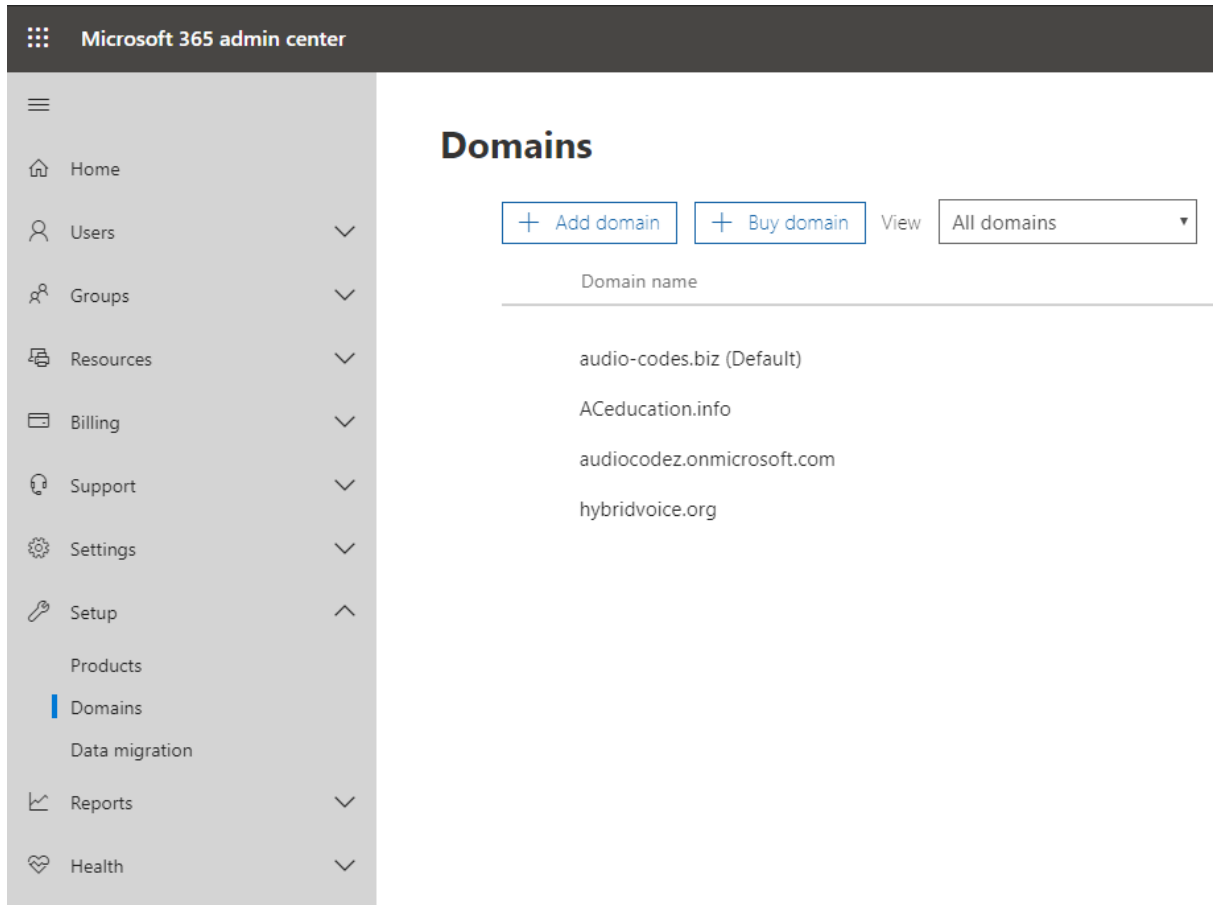 Microsoft 365 admin center
Home
Users
Groups
Resources
Billing
Support
Settings
Setup
Products
Domains
Data migration
Reports
Health
Domains
+ Add domain + Buy domain View All domains
Domain name
audio-codes.biz (Default)
ACeducation.info
audiocodez.onmicrosoft.com
hybridvoice.org